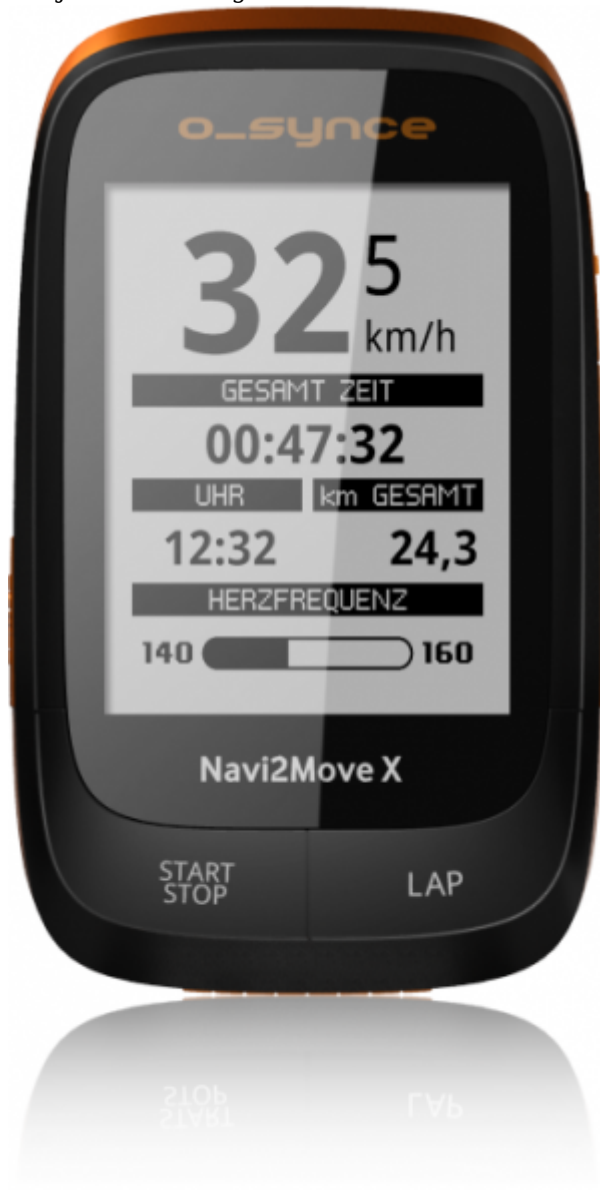 o_synce
32 5
km/h
GESAMT ZEIT
00:47:32
UHR km GESAMT
12:32 24,3
HERZFREQUENZ
140 160
Navi2Move X
START LAP
STOP